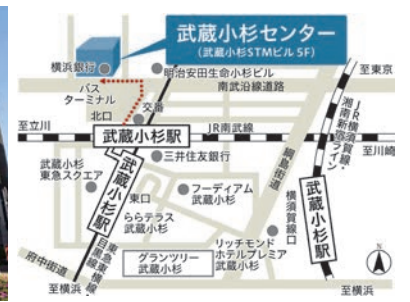 武蔵小杉センター
(武蔵小杉STMビル 5F)
横浜銀行
明治安田生命小杉ビル
至東京
バス
ターミナル
南武沿線道路
交番
北口
至立川
武蔵小杉駅
JR南武線
至川崎
JR横須賀線・
湘南新宿ライン
三井住友銀行
綱島街道
武蔵小杉
東急スクエア
武蔵小杉駅
フーディアム
武蔵小杉
東口
横須賀線口
武蔵小杉駅
ららテラス
武蔵小杉
リッチモンド
ホテルプレミア
武蔵小杉
グランツリー
武蔵小杉
府中街道
東急東横線・
目黒線
至横浜
至横浜
N